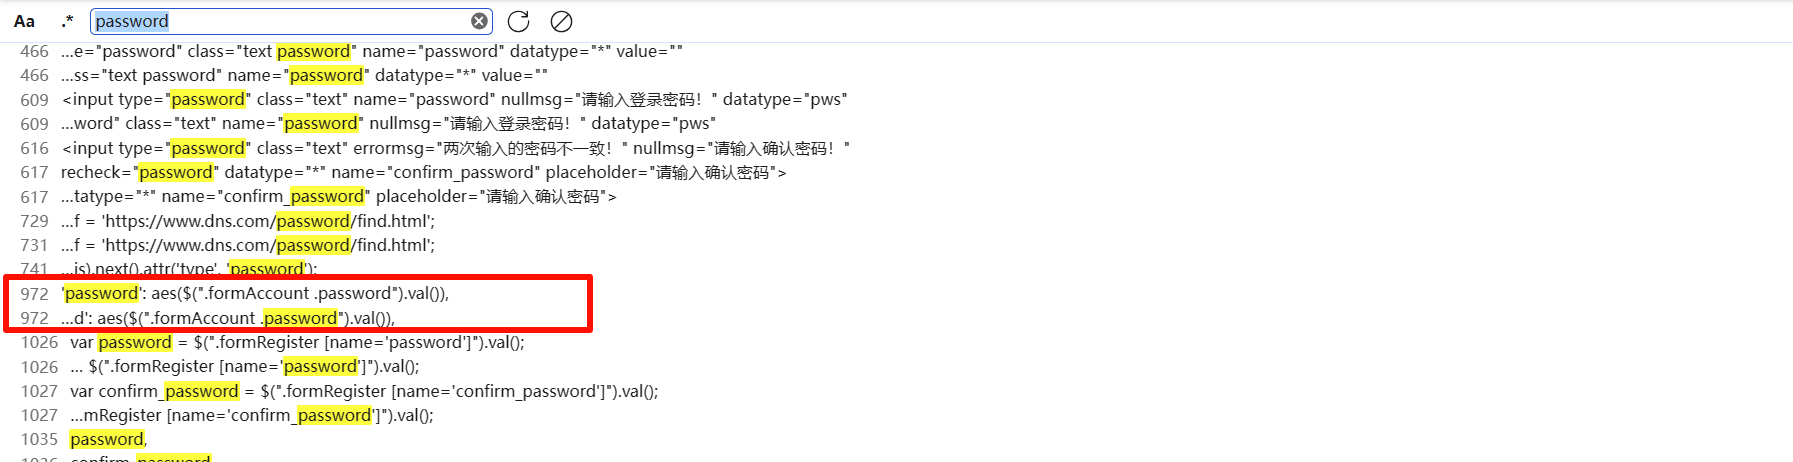 Aa .* password
466 ...e="password" class="text password" name="password" datatype="*" value=""
466 ...ss="text password" name="password" datatype="*" value=""
609 <input type="password" class="text" name="password" nullmsg="请输入登录密码！" datatype="pws"
609 ...word" class="text" name="password" nullmsg="请输入登录密码！" datatype="pws"
616 <input type="password" class="text" errormsg="两次输入的密码不一致！" nullmsg="请输入确认密码！"
617 recheck="password" datatype="*" name="confirm_password" placeholder="请输入确认密码">
617 ...tatype="*" name="confirm_password" placeholder="请输入确认密码">
729 ...f = 'https://www.dns.com/password/find.html';
731 ...f = 'https://www.dns.com/password/find.html';
741 ...is).next().attr('type', 'password');
972 'password': aes($(".formAccount .password").val()),
972 ...d': aes($(".formAccount .password").val()),
1026 var password = $(".formRegister [name='password']").val();
1026 ... $(".formRegister [name='password']").val();
1027 var confirm_password = $(".formRegister [name='confirm_password']").val();
1027 ...mRegister [name='confirm_password']").val();
1035 password,
1036 confirm_password